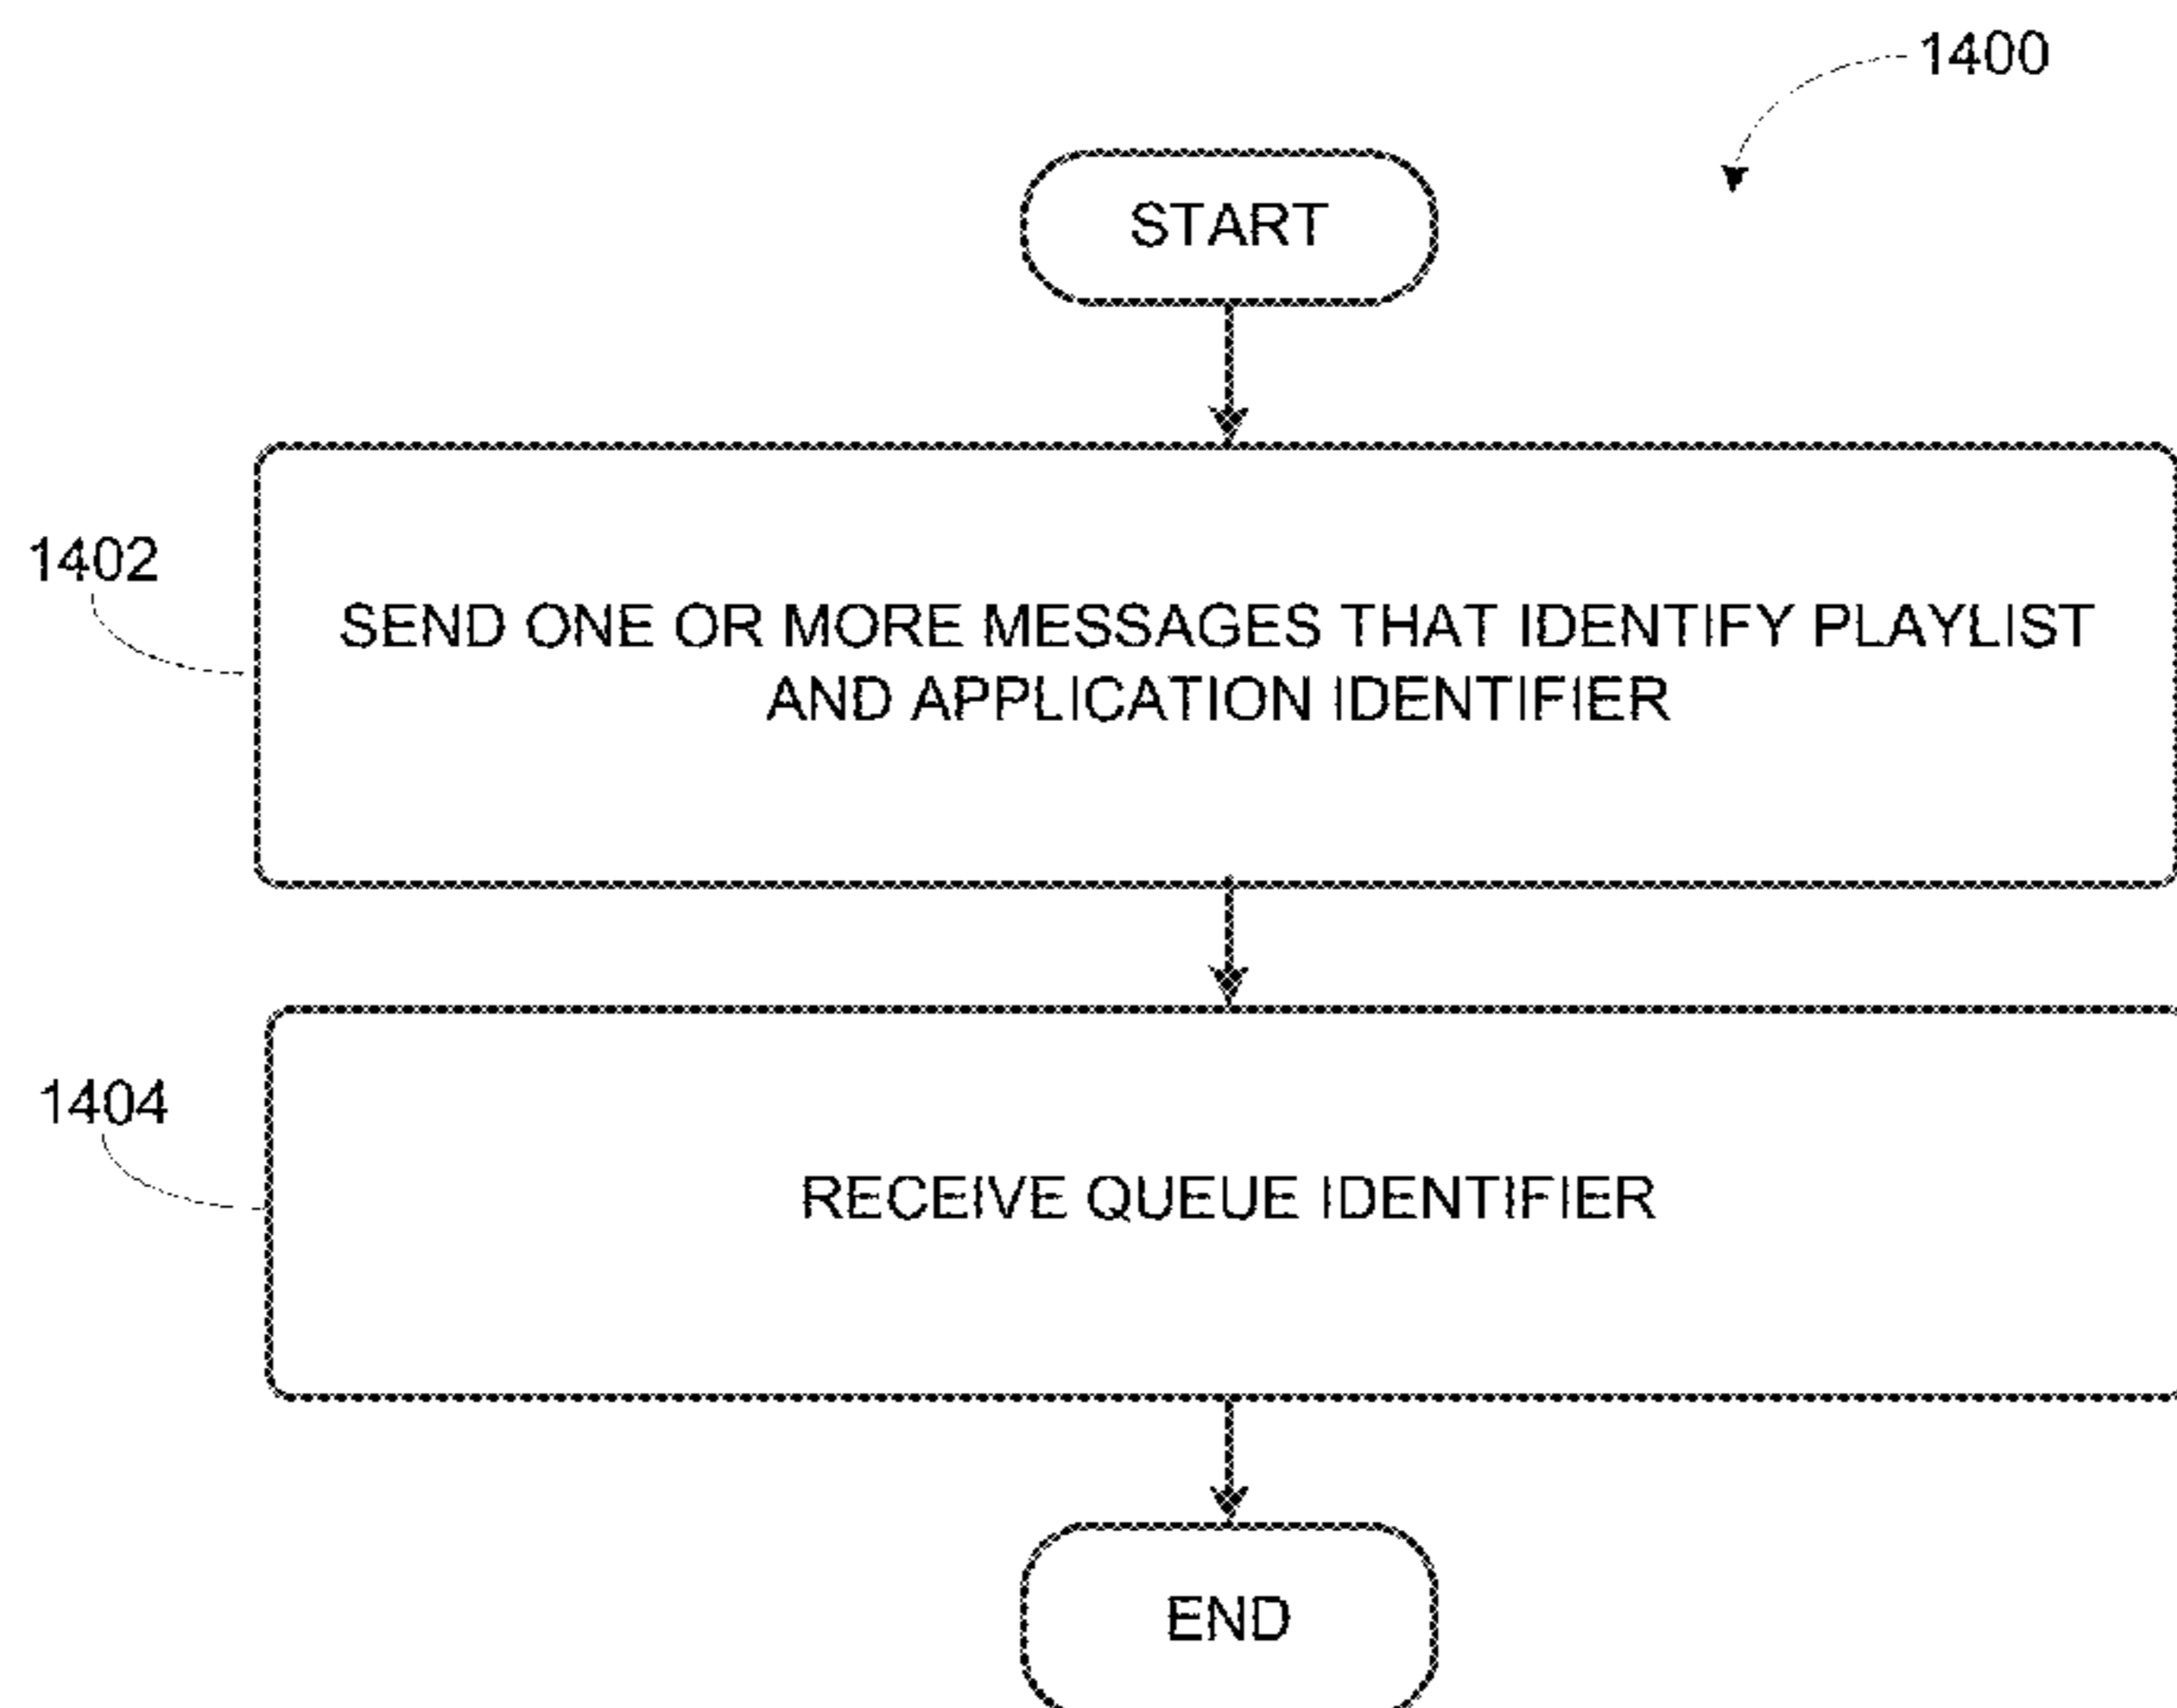 1400
START
1402
SEND ONE OR MORE MESSAGES THAT IDENTIFY PLAYLIST
AND APPLICATION IDENTIFIER
1404
RECEIVE QUEUE IDENTIFIER
END